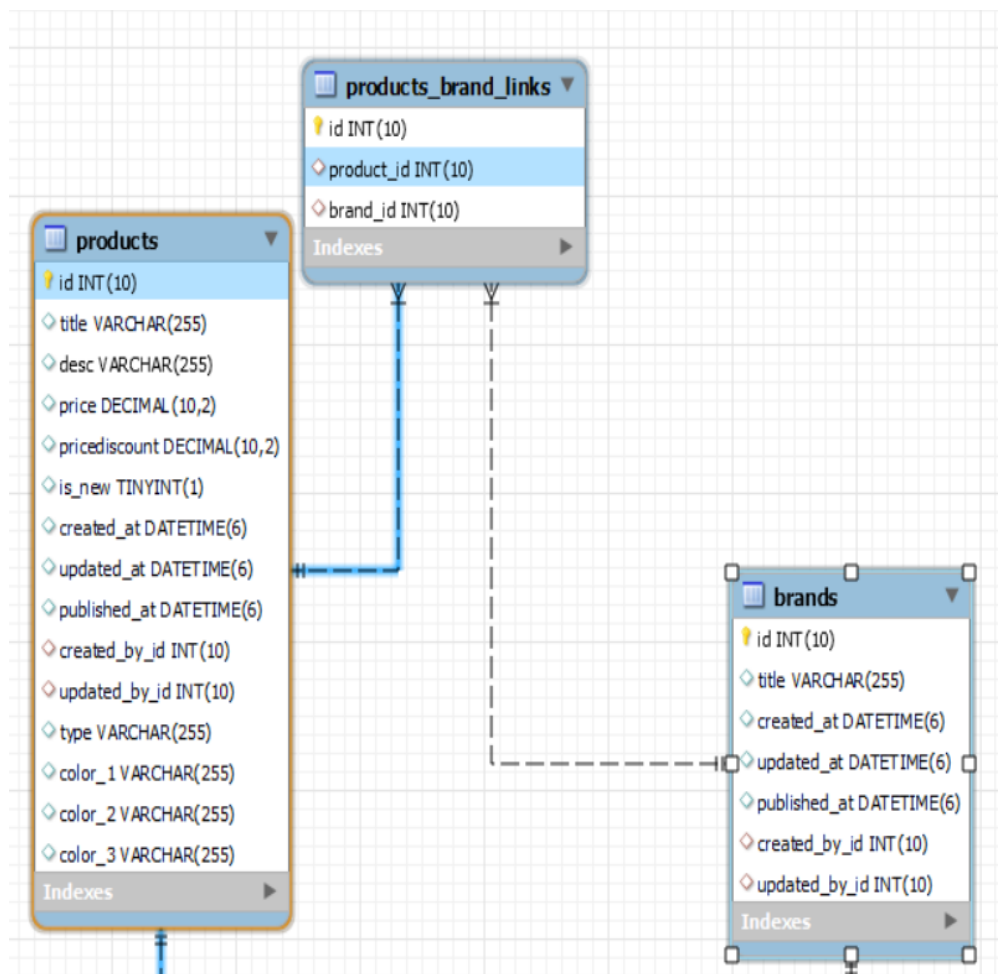 products_brand_links
id INT(10)
product_id INT(10)
brand_id INT(10)
Indexes
products
id INT(10)
title VARCHAR(255)
desc VARCHAR(255)
price DECIMAL(10,2)
pricediscount DECIMAL(10,2)
is_new TINYINT(1)
created_at DATETIME(6)
updated_at DATETIME(6)
published_at DATETIME(6)
created_by_id INT(10)
updated_by_id INT(10)
type VARCHAR(255)
color_1 VARCHAR(255)
color_2 VARCHAR(255)
color_3 VARCHAR(255)
Indexes
brands
id INT(10)
title VARCHAR(255)
created_at DATETIME(6)
updated_at DATETIME(6)
published_at DATETIME(6)
created_by_id INT(10)
updated_by_id INT(10)
Indexes